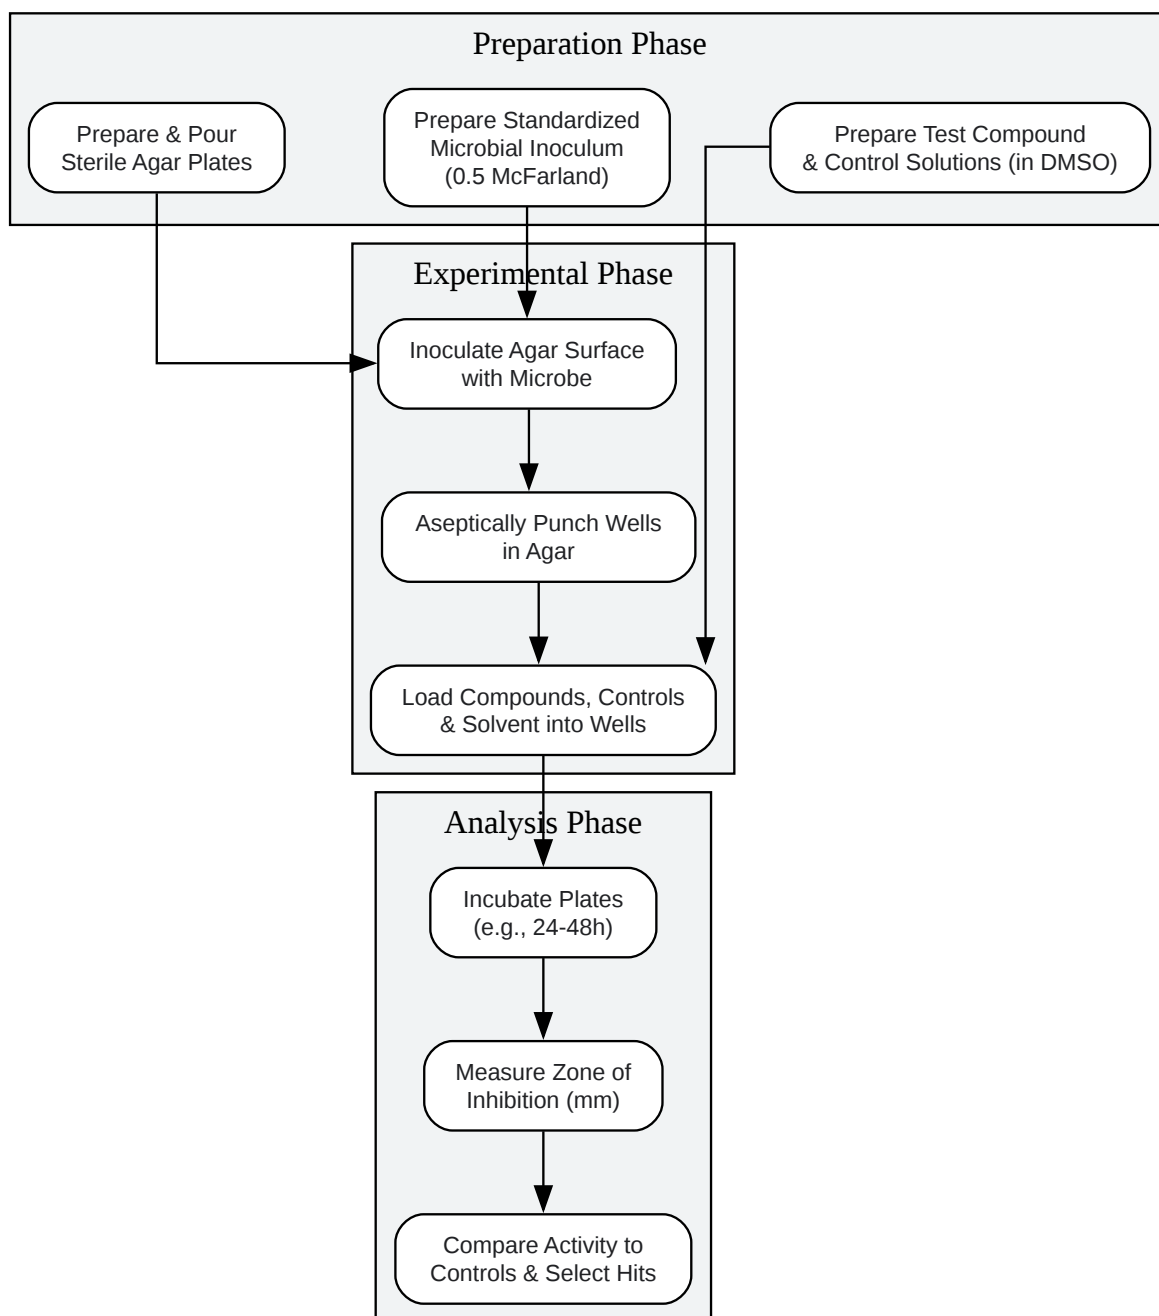 Preparation Phase
Prepare & Pour
Sterile Agar Plates
Prepare Standardized
Microbial Inoculum
(0.5 McFarland)
Prepare Test Compound
& Control Solutions (in DMSO)
Experimental Phase
Inoculate Agar Surface
with Microbe
Aseptically Punch Wells
in Agar
Load Compounds, Controls
& Solvent into Wells
Analysis Phase
Incubate Plates
(e.g., 24-48h)
Measure Zone of
Inhibition (mm)
Compare Activity to
Controls & Select Hits